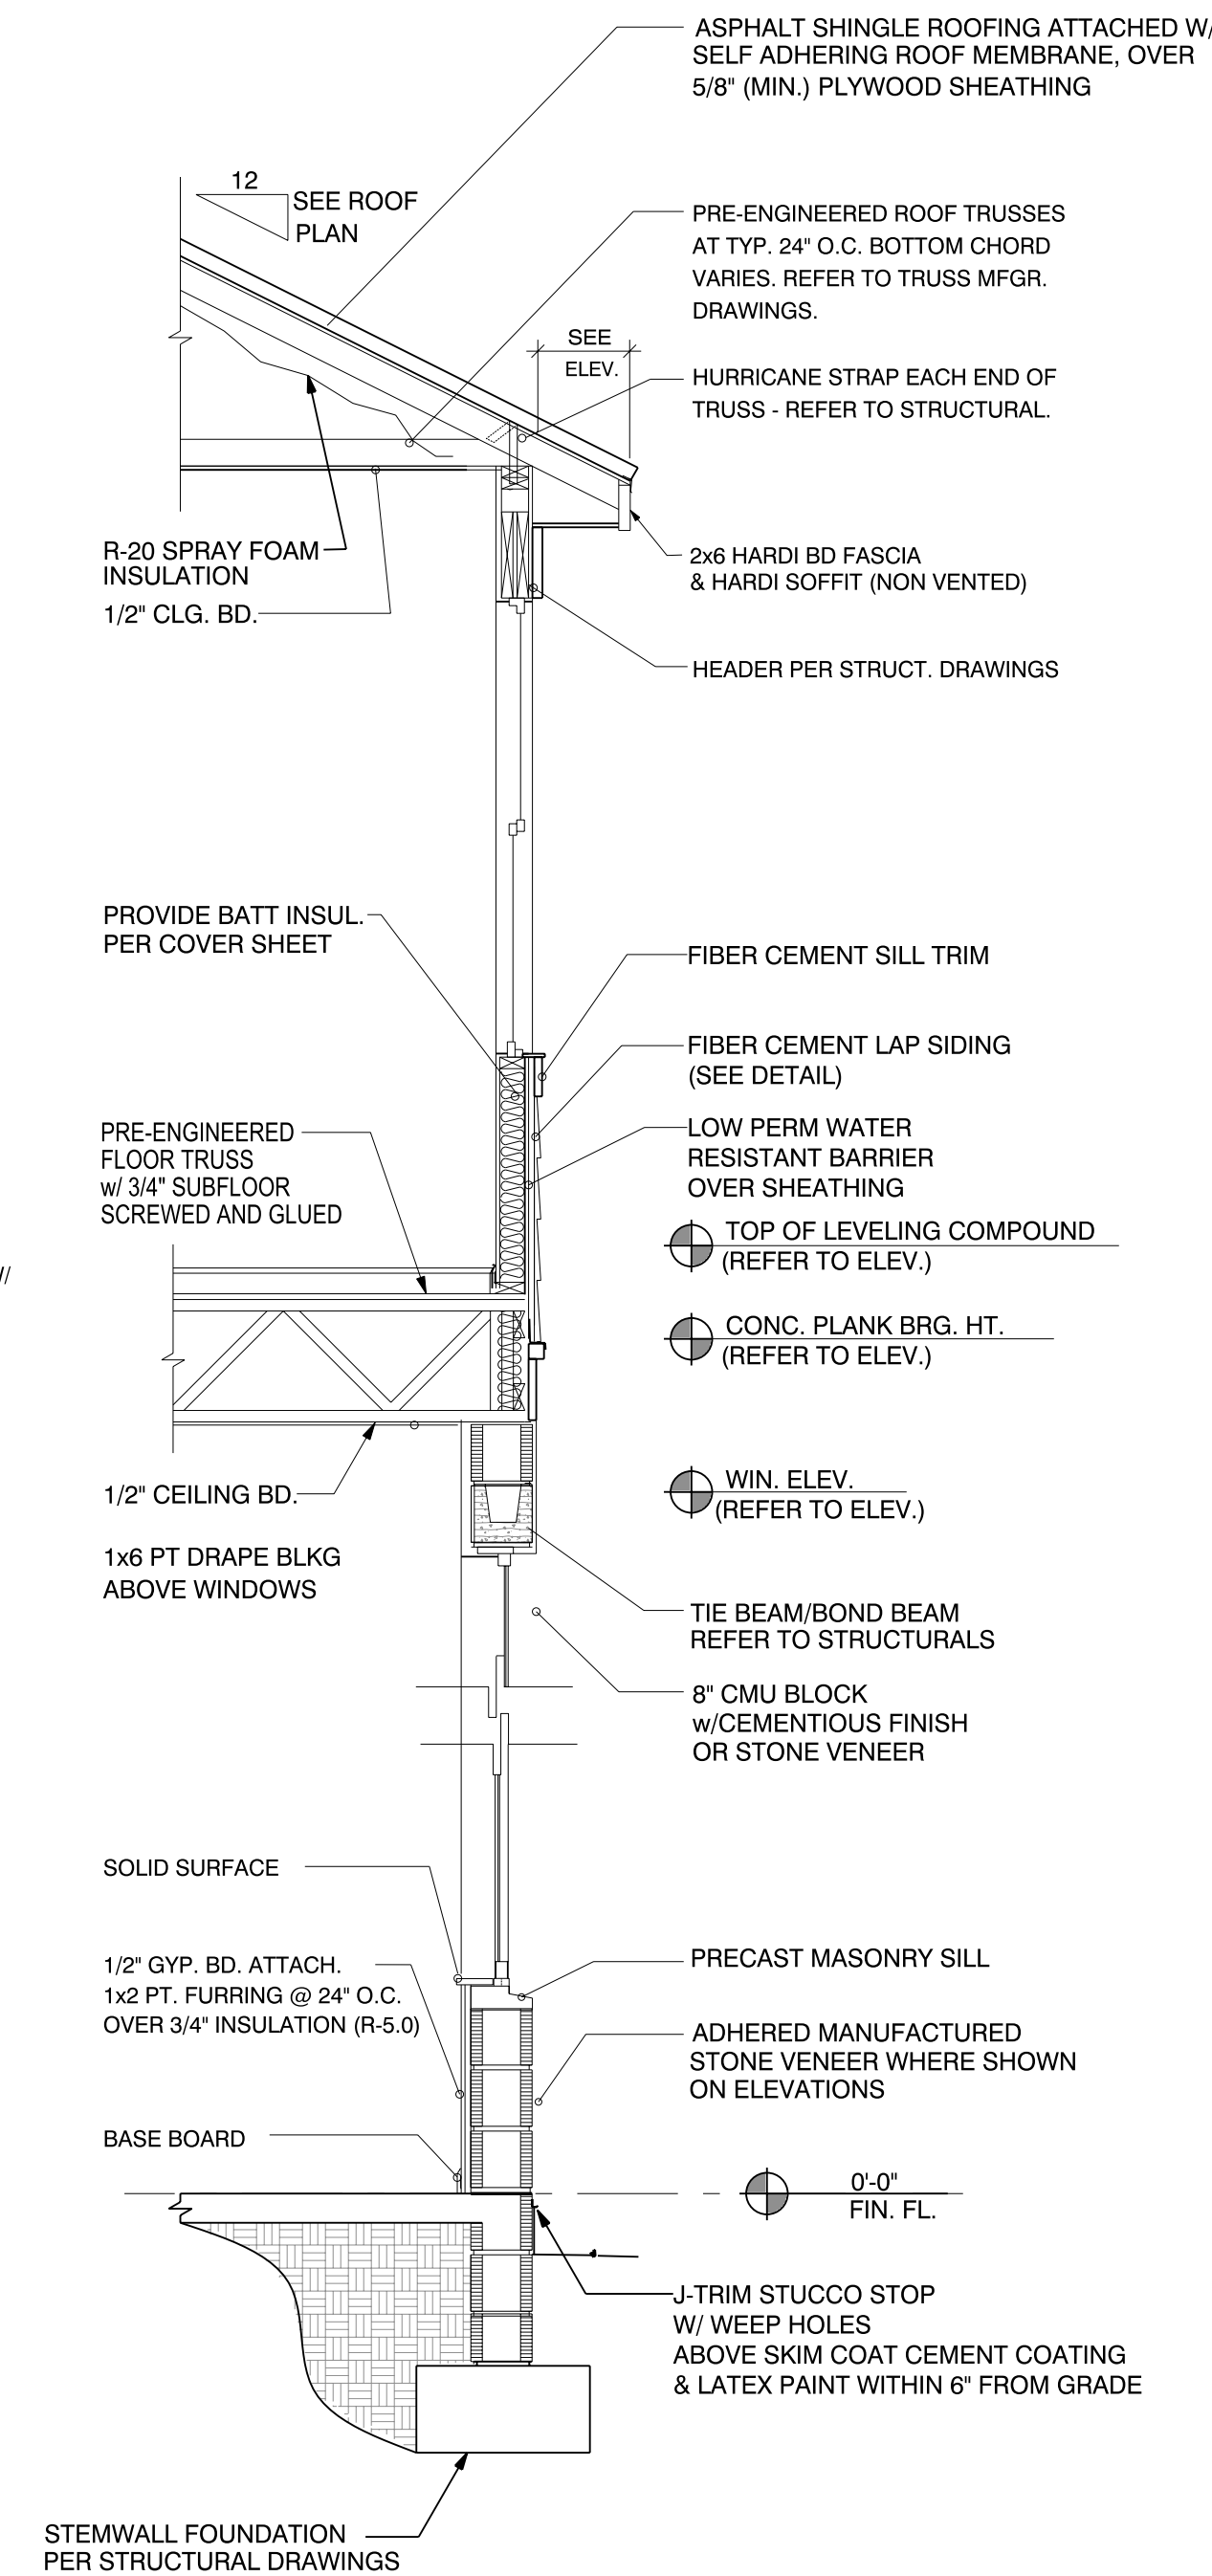 ASPHALT SHINGLE ROOFING ATTACHED W/
SELF ADHERING ROOF MEMBRANE, OVER
5/8" (MIN.) PLYWOOD SHEATHING
12
SEE ROOF
PLAN
PRE-ENGINEERED ROOF TRUSSES
AT TYP. 24" O.C. BOTTOM CHORD
VARIES. REFER TO TRUSS MFGR.
DRAWINGS.
SEE
ELEV.
HURRICANE STRAP EACH END OF
TRUSS - REFER TO STRUCTURAL.
R-20 SPRAY FOAM
INSULATION
1/2" CLG. BD.
2x6 HARDI BD FASCIA
& HARDI SOFFIT (NON VENTED)
HEADER PER STRUCT. DRAWINGS
PROVIDE BATT INSUL.
PER COVER SHEET
FIBER CEMENT SILL TRIM
FIBER CEMENT LAP SIDING
(SEE DETAIL)
PRE-ENGINEERED
FLOOR TRUSS
w/ 3/4" SUBFLOOR
SCREWED AND GLUED
LOW PERM WATER
RESISTANT BARRIER
OVER SHEATHING
TOP OF LEVELING COMPOUND
(REFER TO ELEV.)
CONC. PLANK BRG. HT.
(REFER TO ELEV.)
1/2" CEILING BD.
WIN. ELEV.
(REFER TO ELEV.)
1x6 PT DRAPE BLKG
ABOVE WINDOWS
TIE BEAM/BOND BEAM
REFER TO STRUCTURALS
8" CMU BLOCK
w/CEMENTIOUS FINISH
OR STONE VENEER
SOLID SURFACE
1/2" GYP. BD. ATTACH.
1x2 PT. FURRING @ 24" O.C.
OVER 3/4" INSULATION (R-5.0)
PRECAST MASONRY SILL
ADHERED MANUFACTURED
STONE VENEER WHERE SHOWN
ON ELEVATIONS
BASE BOARD
0'-0"
FIN. FL.
J-TRIM STUCCO STOP
W/ WEEP HOLES
ABOVE SKIM COAT CEMENT COATING
& LATEX PAINT WITHIN 6" FROM GRADE
STEMWALL FOUNDATION
PER STRUCTURAL DRAWINGS